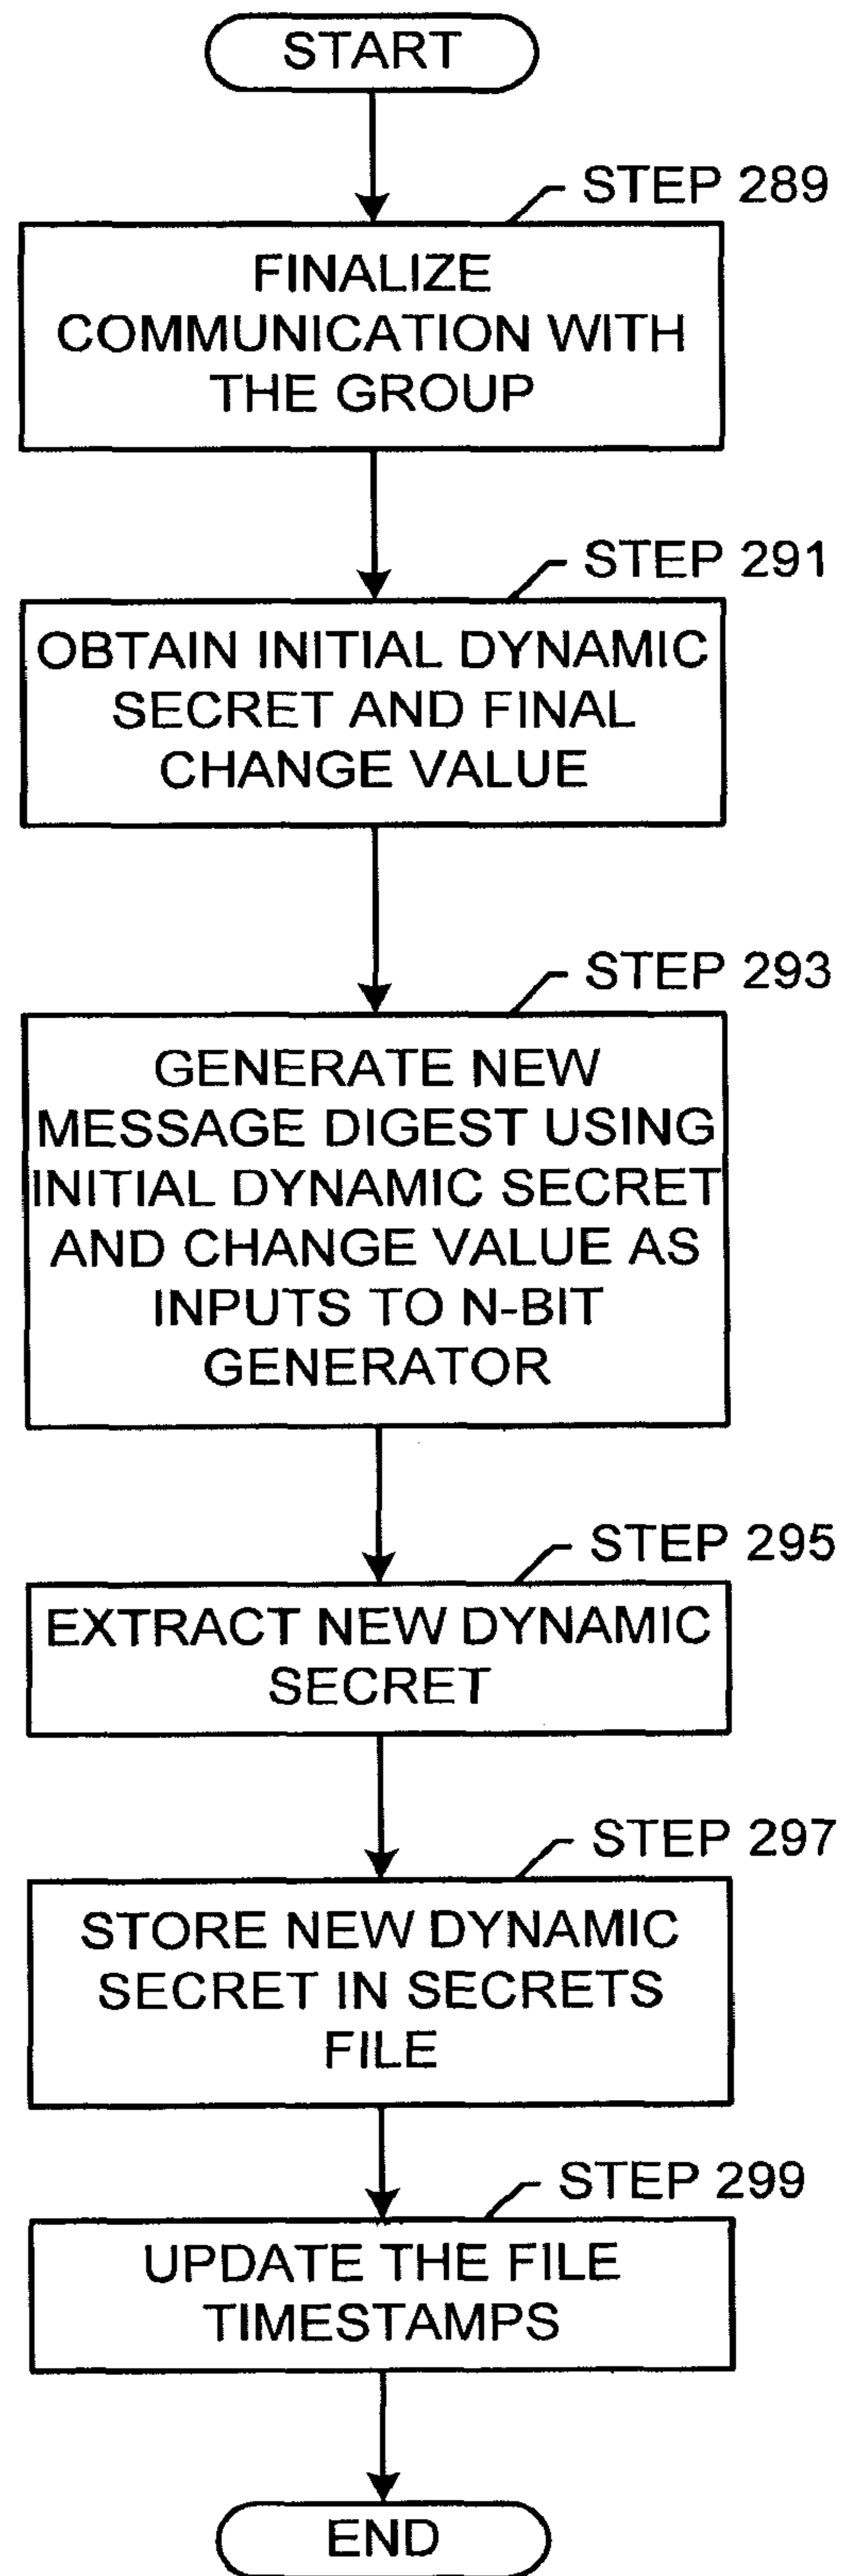 START
STEP 289
FINALIZE
COMMUNICATION WITH
THE GROUP
STEP 291
OBTAIN INITIAL DYNAMIC
SECRET AND FINAL
CHANGE VALUE
STEP 293
GENERATE NEW
MESSAGE DIGEST USING
INITIAL DYNAMIC SECRET
AND CHANGE VALUE AS
INPUTS TO N-BIT
GENERATOR
STEP 295
EXTRACT NEW DYNAMIC
SECRET
STEP 297
STORE NEW DYNAMIC
SECRET IN SECRETS
FILE
STEP 299
UPDATE THE FILE
TIMESTAMPS
END